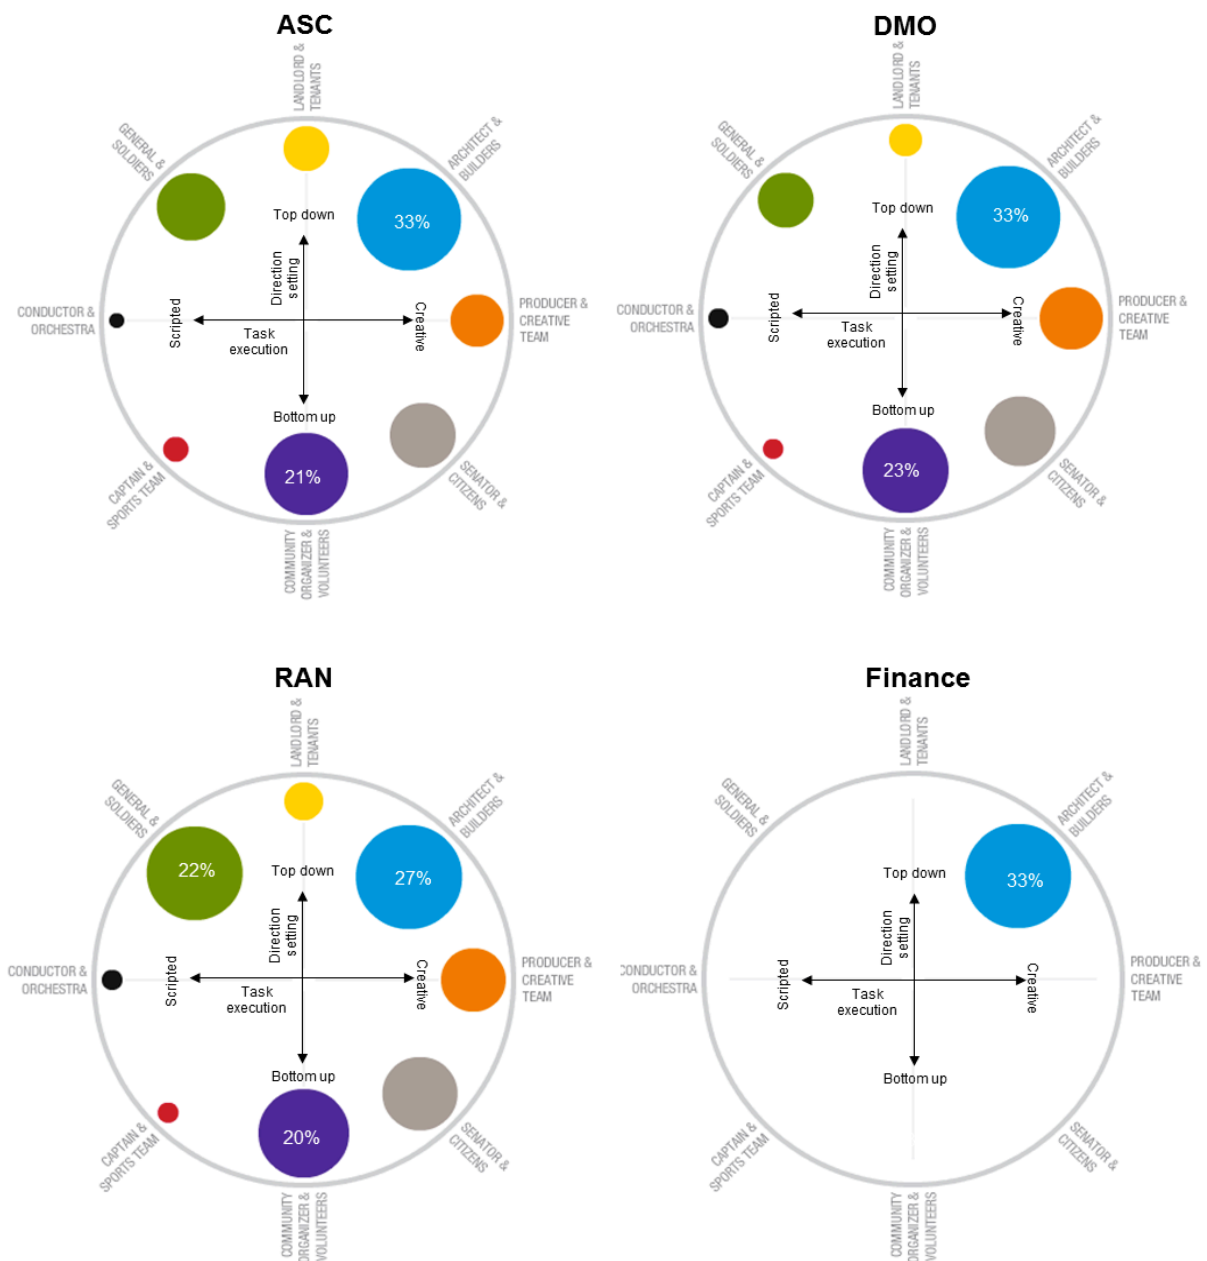 ASC
LANDLORD &
TENANTS
GENERAL &
SOLDIERS
ARCHITECT &
BUILDERS
33%
Top down
Direction
setting
CONDUCTOR &
ORCHESTRA
Scripted
Task
execution
Creative
PRODUCER &
CREATIVE
TEAM
Bottom up
21%
CAPTAIN &
SPORTS TEAM
SENATOR &
CITIZENS
COMMUNITY
ORGANIZER &
VOLUNTEERS
DMO
LANDLORD &
TENANTS
GENERAL &
SOLDIERS
ARCHITECT &
BUILDERS
33%
Top down
Direction
setting
CONDUCTOR &
ORCHESTRA
Scripted
Task
execution
Creative
PRODUCER &
CREATIVE
TEAM
Bottom up
23%
CAPTAIN &
SPORTS TEAM
SENATOR &
CITIZENS
COMMUNITY
ORGANIZER &
VOLUNTEERS
RAN
LANDLORD &
TENANTS
GENERAL &
SOLDIERS
ARCHITECT &
BUILDERS
22%
27%
Top down
Direction
setting
CONDUCTOR &
ORCHESTRA
Scripted
Task
execution
Creative
PRODUCER &
CREATIVE
TEAM
Bottom up
20%
CAPTAIN &
SPORTS TEAM
SENATOR &
CITIZENS
COMMUNITY
ORGANIZER &
VOLUNTEERS
Finance
LANDLORD &
TENANTS
GENERAL &
SOLDIERS
ARCHITECT &
BUILDERS
33%
Top down
Direction
setting
CONDUCTOR &
ORCHESTRA
Scripted
Task
execution
Creative
PRODUCER &
CREATIVE
TEAM
Bottom up
CAPTAIN &
SPORTS TEAM
SENATOR &
CITIZENS
COMMUNITY
ORGANIZER &
VOLUNTEERS